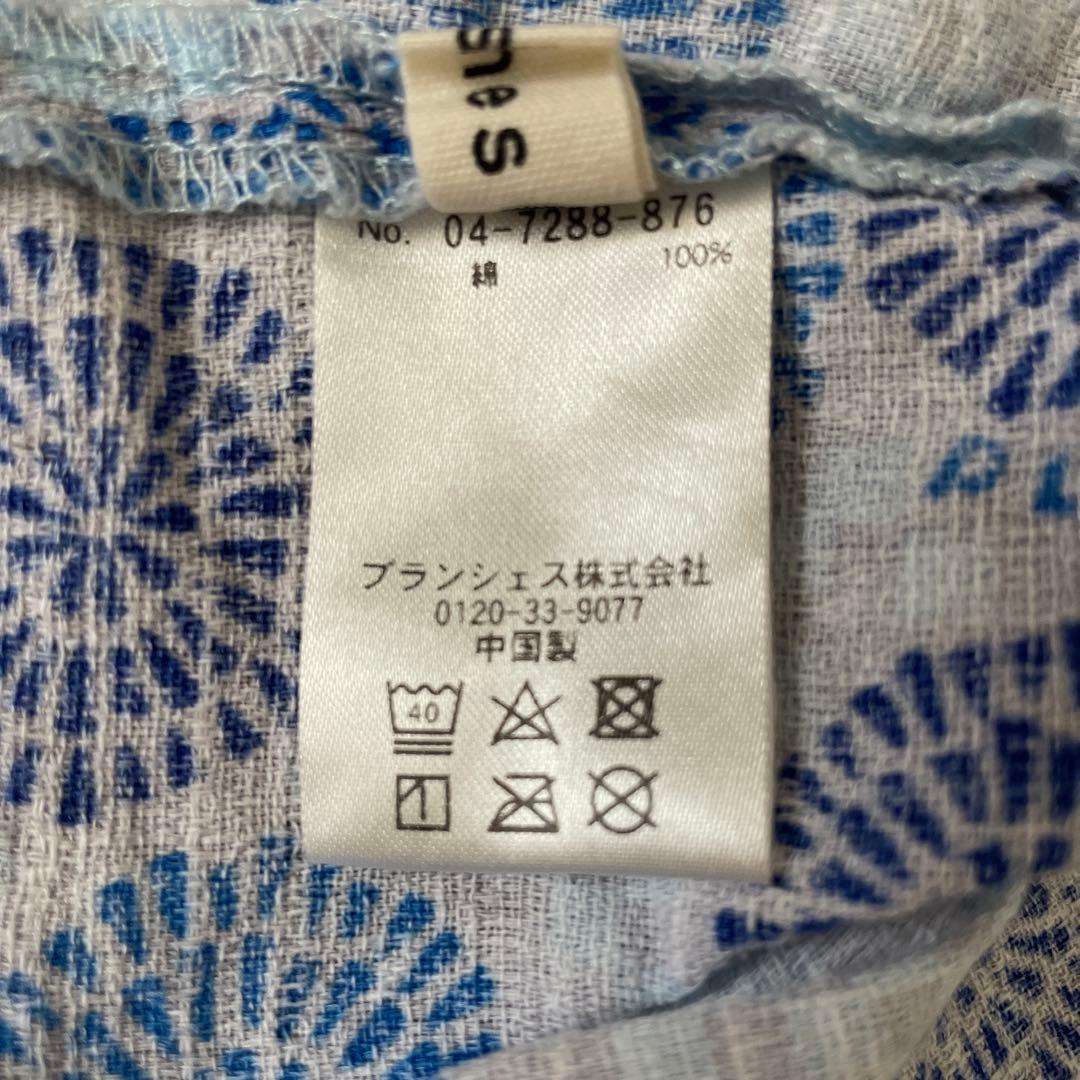 hes
No. 04-7288-876
綿 100%
ブランシェス株式会社
0120-33-9077
中国製
40